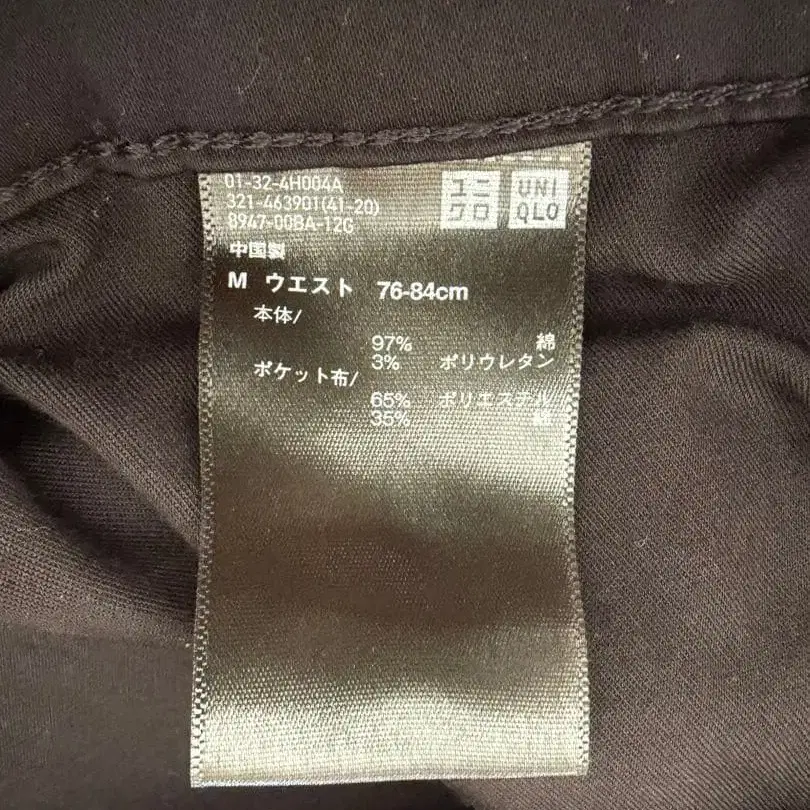 01-32-4H004A
321-463901(41-20)
8947-00BA-12G
ユニ
クロ
UNI
QLO
中国製
M ウエスト 76-84cm
本体/
97% 綿
3% ポリウレタン
ポケット布/
65% ポリエステル
35% 綿